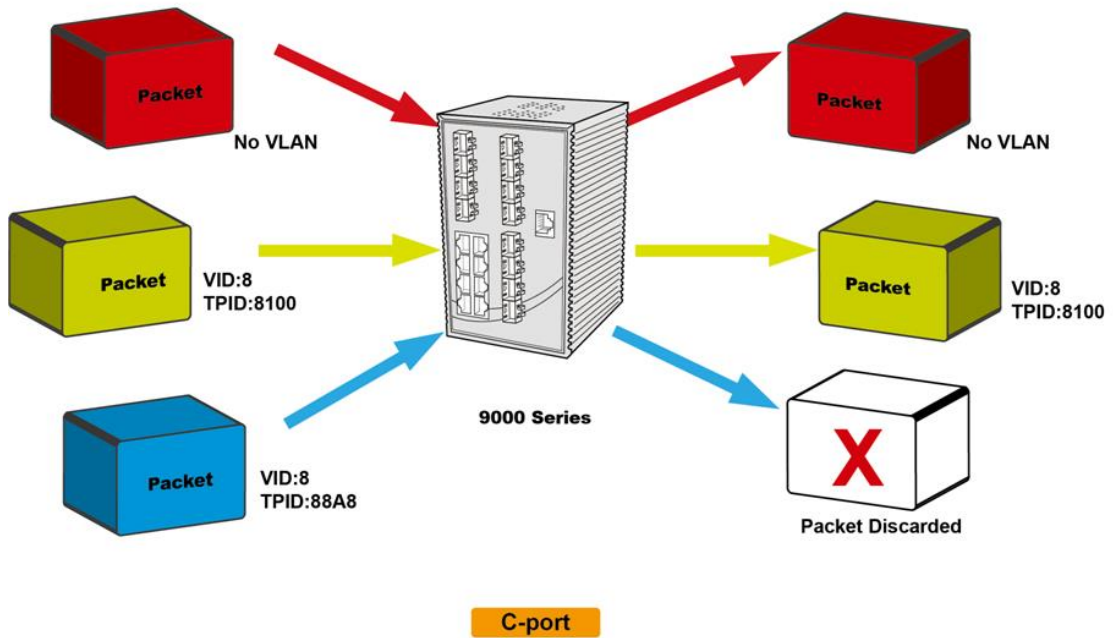 Packet
No VLAN
Packet
No VLAN
Packet
VID:8
TPID:8100
Packet
VID:8
TPID:8100
Packet
VID:8
TPID:88A8
9000 Series
X
Packet Discarded
C-port